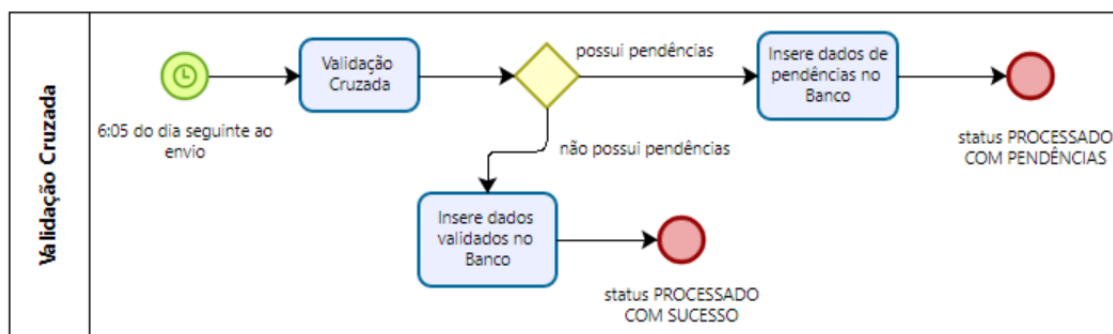 Validação Cruzada
6:05 do dia seguinte ao
envio
Validação
Cruzada
possui pendências
Insere dados de
pendências no
Banco
status PROCESSADO
COM PENDÊNCIAS
não possui pendências
Insere dados
validados no
Banco
status PROCESSADO
COM SUCESSO